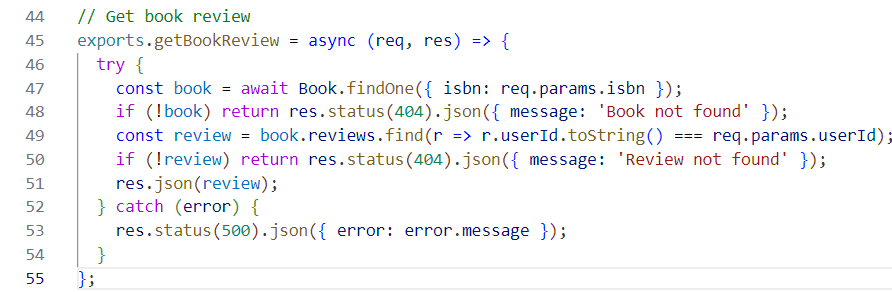 44 // Get book review
45 exports.getBookReview = async (req, res) => {
46 try {
47 const book = await Book.findOne({ isbn: req.params.isbn });
48 if (!book) return res.status(404).json({ message: 'Book not found' });
49 const review = book.reviews.find(r => r.userId.toString() === req.params.userId);
50 if (!review) return res.status(404).json({ message: 'Review not found' });
51 res.json(review);
52 } catch (error) {
53 res.status(500).json({ error: error.message });
54 }
55 };